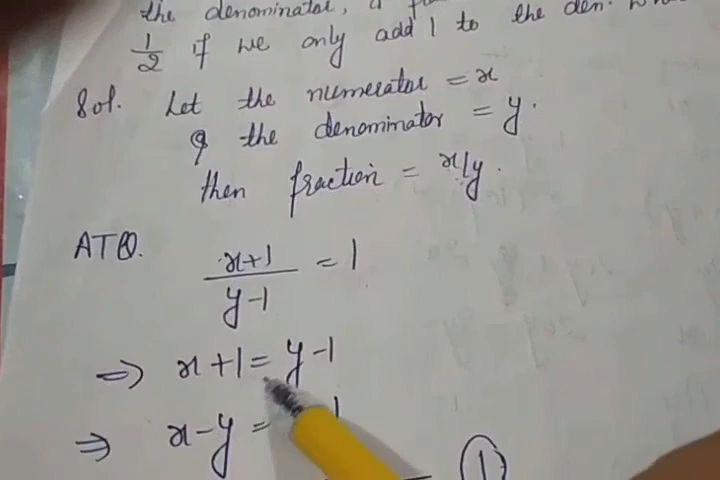 the denominator, a
1/2 if we only add 1 to the den.
Sol. Let the numerator = x
& the denominator = y.
then fraction = x/y.
ATQ. x+1/y-1 = 1
⇒ x+1 = y-1
⇒ x-y = 1
①